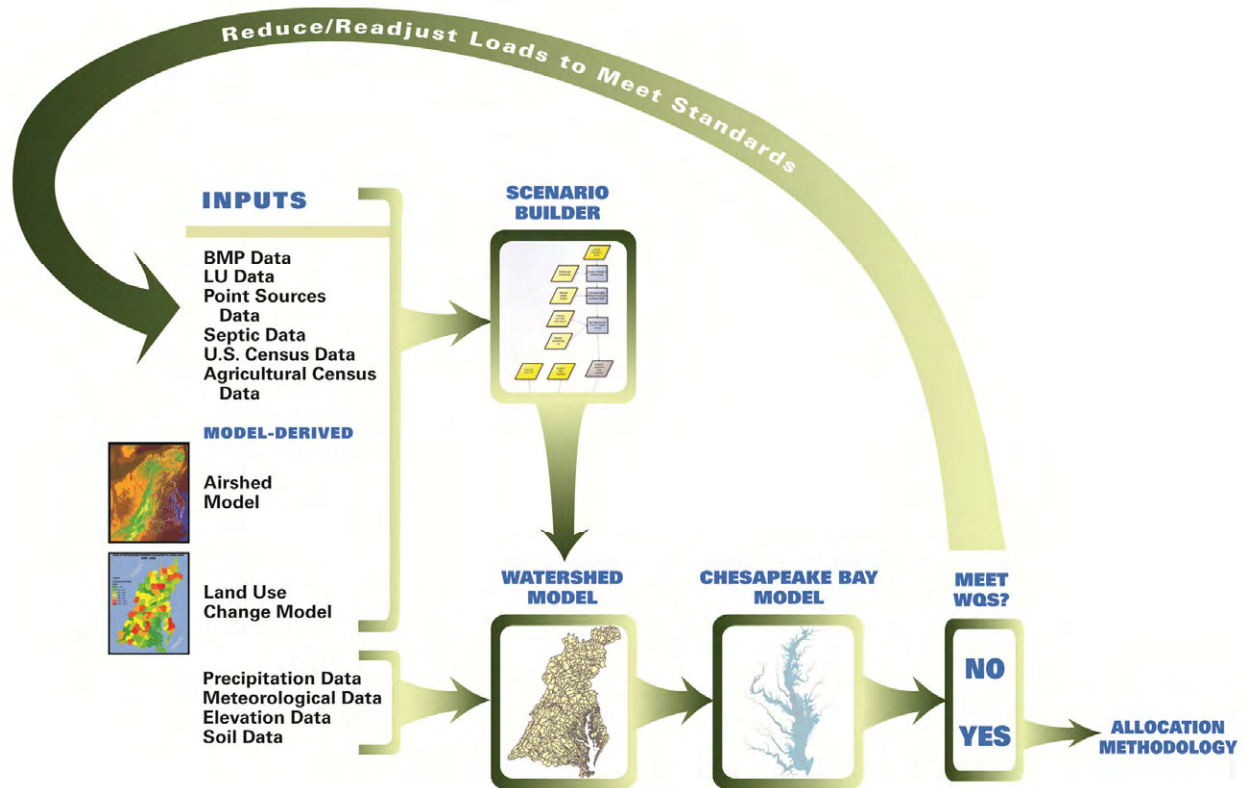 Reduce/Readjust Loads to Meet Standards
INPUTS
BMP Data
LU Data
Point Sources
Data
Septic Data
U.S. Census Data
Agricultural Census
Data
MODEL-DERIVED
Airshed
Model
Land Use
Change Model
Precipitation Data
Meteorological Data
Elevation Data
Soil Data
SCENARIO
BUILDER
WATERSHED
MODEL
CHESAPEAKE BAY
MODEL
MEET
WQS?
NO
YES
ALLOCATION
METHODOLOGY